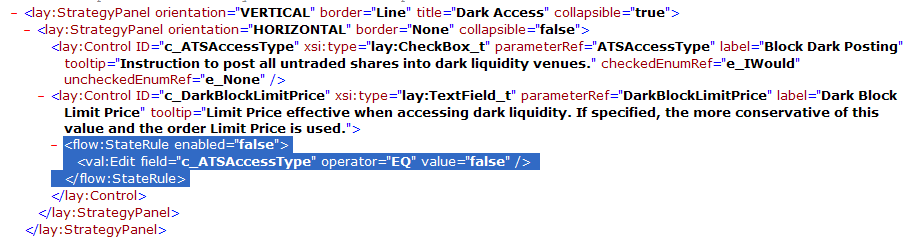 - <lay:StrategyPanel orientation="VERTICAL" border="Line" title="Dark Access" collapsible="true">
- <lay:StrategyPanel orientation="HORIZONTAL" border="None" collapsible="false">
<lay:Control ID="c_ATSAccessType" xsi:type="lay:CheckBox_t" parameterRef="ATSAccessType" label="Block Dark Posting"
tooltip="Instruction to post all untraded shares into dark liquidity venues." checkedEnumRef="e_IWould"
uncheckedEnumRef="e_None" />
- <lay:Control ID="c_DarkBlockLimitPrice" xsi:type="lay:TextField_t" parameterRef="DarkBlockLimitPrice" label="Dark Block
Limit Price" tooltip="Limit Price effective when accessing dark liquidity. If specified, the more conservative of this
value and the order Limit Price is used.">
- <flow:StateRule enabled="false">
<val:Edit field="c_ATSAccessType" operator="EQ" value="false" />
</flow:StateRule>
</lay:Control>
</lay:StrategyPanel>
</lay:StrategyPanel>